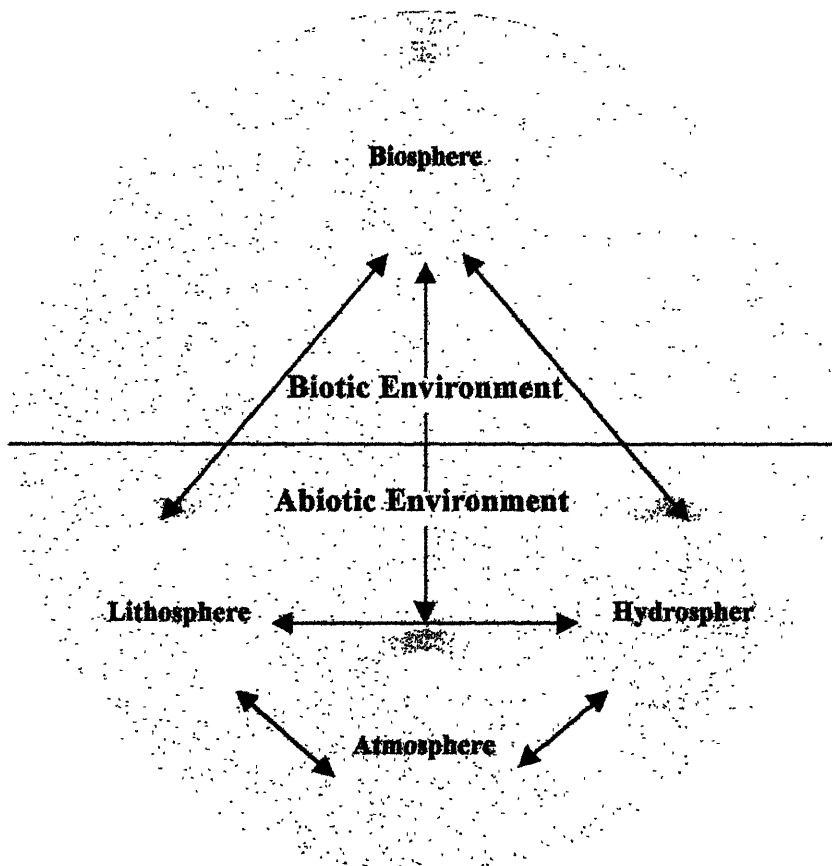 Biosphere
Biotic Environment
Abiotic Environment
Lithosphere
Hydrospher
Atmosphere